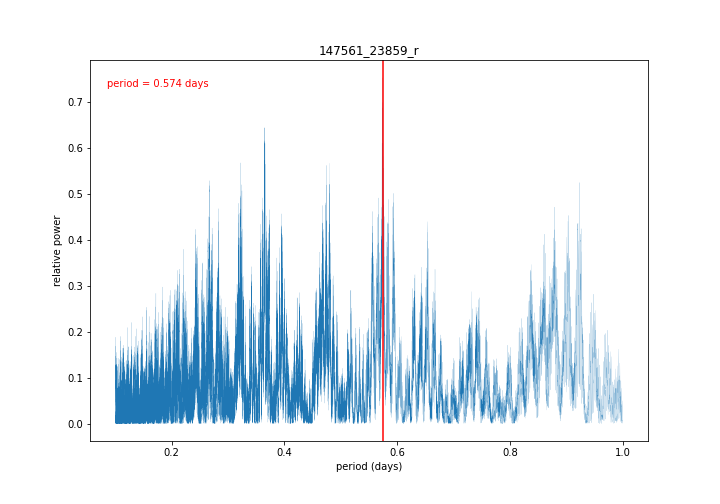 147561_23859_r
period = 0.574 days
relative power
0.7
0.6
0.5
0.4
0.3
0.2
0.1
0.0
0.2 0.4 0.6 0.8 1.0
period (days)